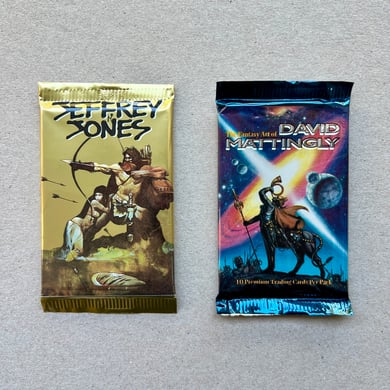 JEFFREY
JONES
The Fantasy Art of DAVID
MATTINGLY
10 Premium Trading Cards Per Pack